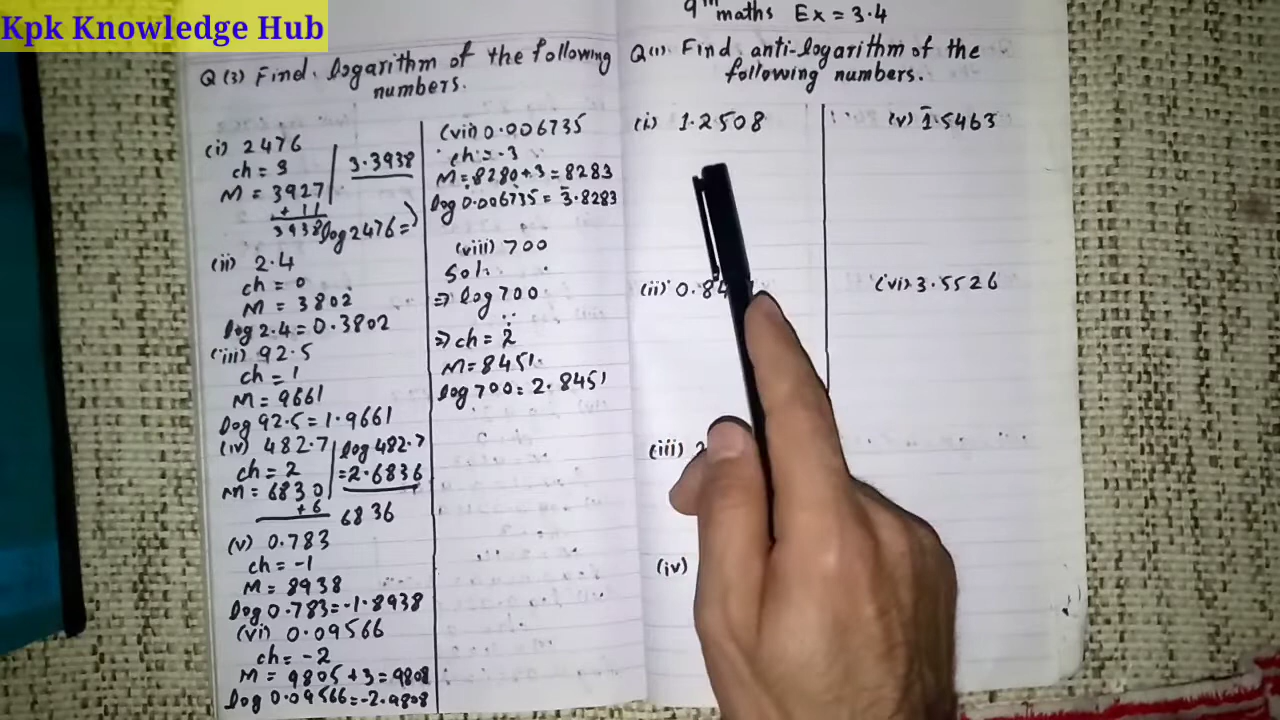 Kpk Knowledge Hub
Q(3) Find logarithm of the following
numbers.
(i) 2476
ch = 3
M = 3927
+ 11
3938
3.3938
log 2476 =
(ii) 2.4
ch = 0
M = 3802
log 2.4 = 0.3802
(iii) 92.5
ch = 1
M = 9661
log 92.5 = 1.9661
(iv) 482.7
ch = 2
M = 6830
+6
6836
log 482.7
= 2.6836
(v) 0.783
ch = -1
M = 8938
log 0.783 = -1.8938
(vi) 0.09566
ch = -2
M = 9805 + 3 = 9808
log 0.09566 = -2.9808
(vii) 0.006735
ch = -3
M = 8280 + 3 = 8283
log 0.006735 = 3̄.8283
(viii) 700
Sol:
⇒ log 700
⇒ ch = 2
M = 8451
log 700 = 2.8451
9th maths Ex = 3.4
Q(1). Find anti-logarithm of the
following numbers.
(i) 1.2508
(ii) 0.84
(iii) 2
(iv)
(v) 1̄.5463
(vi) 3.5526